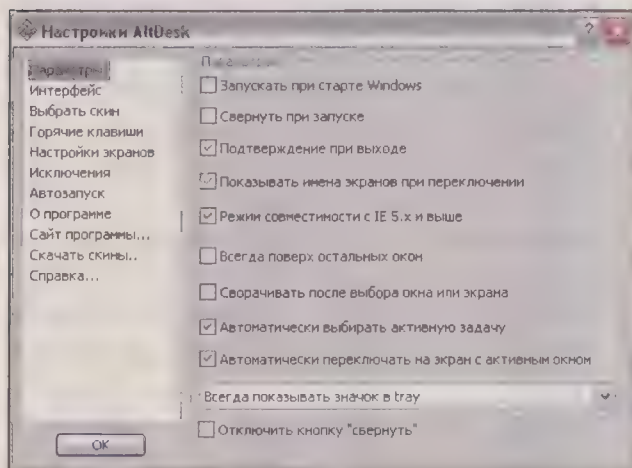 Настройки AltDesk
?
Параметры
Интерфейс
Выбрать скин
Горячие клавиши
Настройки экранов
Исключения
Автозапуск
О программе
Сайт программы...
Скачать скины..
Справка...
OK
Параметры
Запускать при старте Windows
Свернуть при запуске
Подтверждение при выходе
Показывать имена экранов при переключении
Режим совместимости с IE 5.x и выше
Всегда поверх остальных окон
Сворачивать после выбора окна или экрана
Автоматически выбирать активную задачу
Автоматически переключать на экран с активным окном
Всегда показывать значок в tray
Отключить кнопку "свернуть"